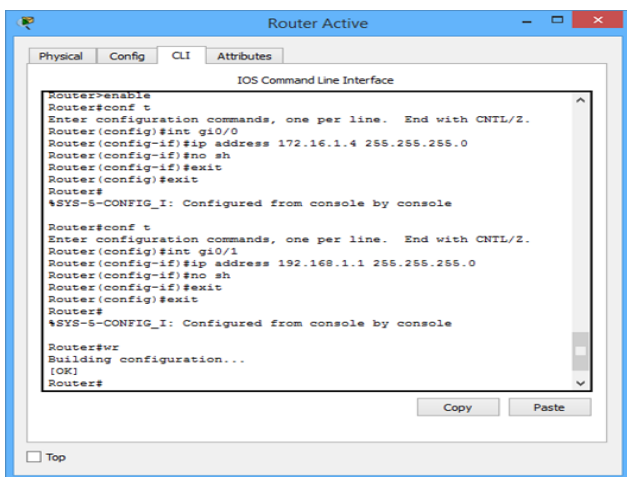 Router Active
Physical Config CLI Attributes
IOS Command Line Interface
Router>enable
Router#conf t
Enter configuration commands, one per line. End with CNTL/Z.
Router(config)#int gi0/0
Router(config-if)#ip address 172.16.1.4 255.255.255.0
Router(config-if)#no sh
Router(config-if)#exit
Router(config)#exit
Router#
%SYS-5-CONFIG_I: Configured from console by console
Router#conf t
Enter configuration commands, one per line. End with CNTL/Z.
Router(config)#int gi0/1
Router(config-if)#ip address 192.168.1.1 255.255.255.0
Router(config-if)#no sh
Router(config-if)#exit
Router(config)#exit
Router#
%SYS-5-CONFIG_I: Configured from console by console
Router#wr
Building configuration...
[OK]
Router#
Copy Paste
Top